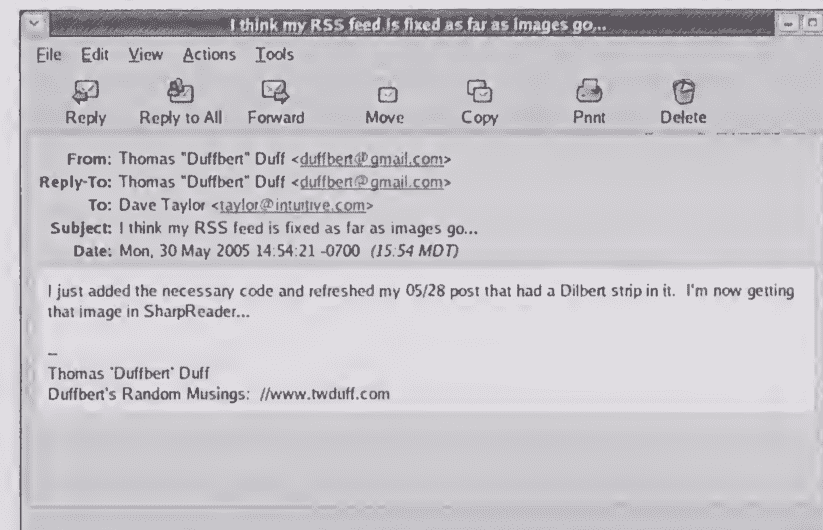 I think my RSS feed is fixed as far as images go...
File Edit View Actions Tools
Reply Reply to All Forward Move Copy Print Delete
From: Thomas "Duffbert" Duff <duffbert@gmail.com>
Reply-To: Thomas "Duffbert" Duff <duffbert@gmail.com>
To: Dave Taylor <taylor@intuitive.com>
Subject: I think my RSS feed is fixed as far as images go...
Date: Mon, 30 May 2005 14:54:21 -0700 (15:54 MDT)
I just added the necessary code and refreshed my 05/28 post that had a Dilbert strip in it. I'm now getting
that image in SharpReader...
--
Thomas "Duffbert" Duff
Duffbert's Random Musings: //www.twduff.com